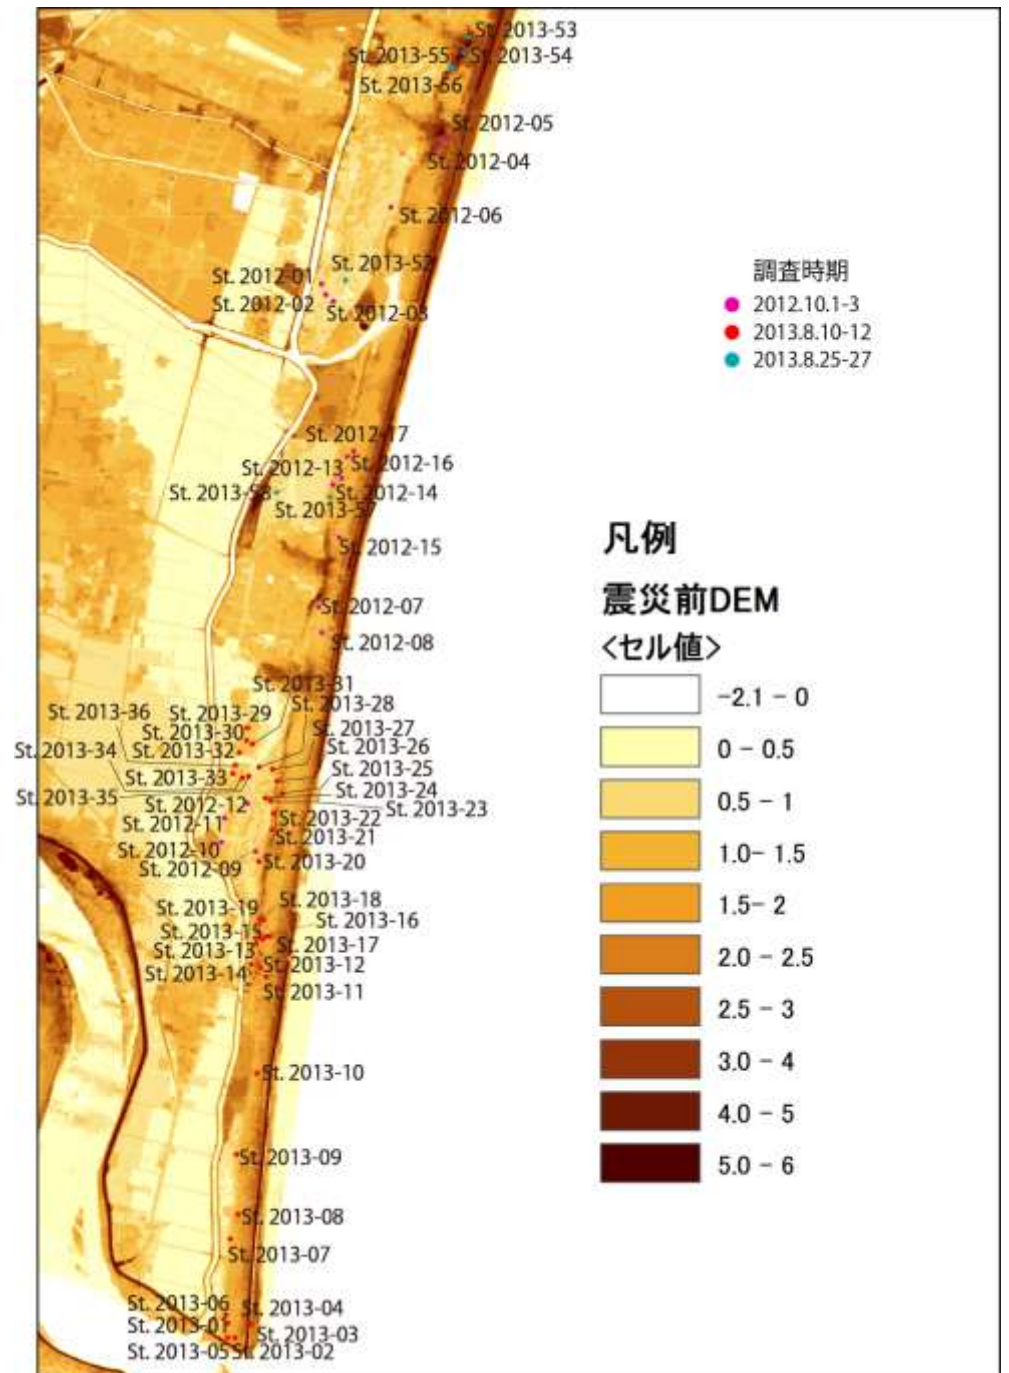 St. 2013-53
St. 2013-55
St. 2013-54
St. 2013-56
St. 2012-05
St. 2012-04
St. 2012-06
St. 2013-52
St. 2012-01
St. 2012-02
St. 2012-03
調査時期
2012.10.1-3
2013.8.10-12
2013.8.25-27
St. 2012-17
St. 2012-13
St. 2012-16
St. 2013-58
St. 2012-14
St. 2013-57
St. 2012-15
St. 2012-07
St. 2012-08
凡例
震災前DEM
<セル値>
-2.1 - 0
0 - 0.5
0.5 - 1
1.0- 1.5
1.5- 2
2.0 - 2.5
2.5 - 3
3.0 - 4
4.0 - 5
5.0 - 6
St. 2013-31
St. 2013-28
St. 2013-36
St. 2013-29
St. 2013-27
St. 2013-30
St. 2013-26
St. 2013-34
St. 2013-32
St. 2013-25
St. 2013-33
St. 2013-24
St. 2013-35
St. 2012-12
St. 2013-23
St. 2013-22
St. 2012-11
St. 2013-21
St. 2012-10
St. 2013-20
St. 2012-09
St. 2013-18
St. 2013-19
St. 2013-16
St. 2013-15
St. 2013-17
St. 2013-13
St. 2013-12
St. 2013-14
St. 2013-11
St. 2013-10
St. 2013-09
St. 2013-08
St. 2013-07
St. 2013-06
St. 2013-04
St. 2013-01
St. 2013-03
St. 2013-05
St. 2013-02